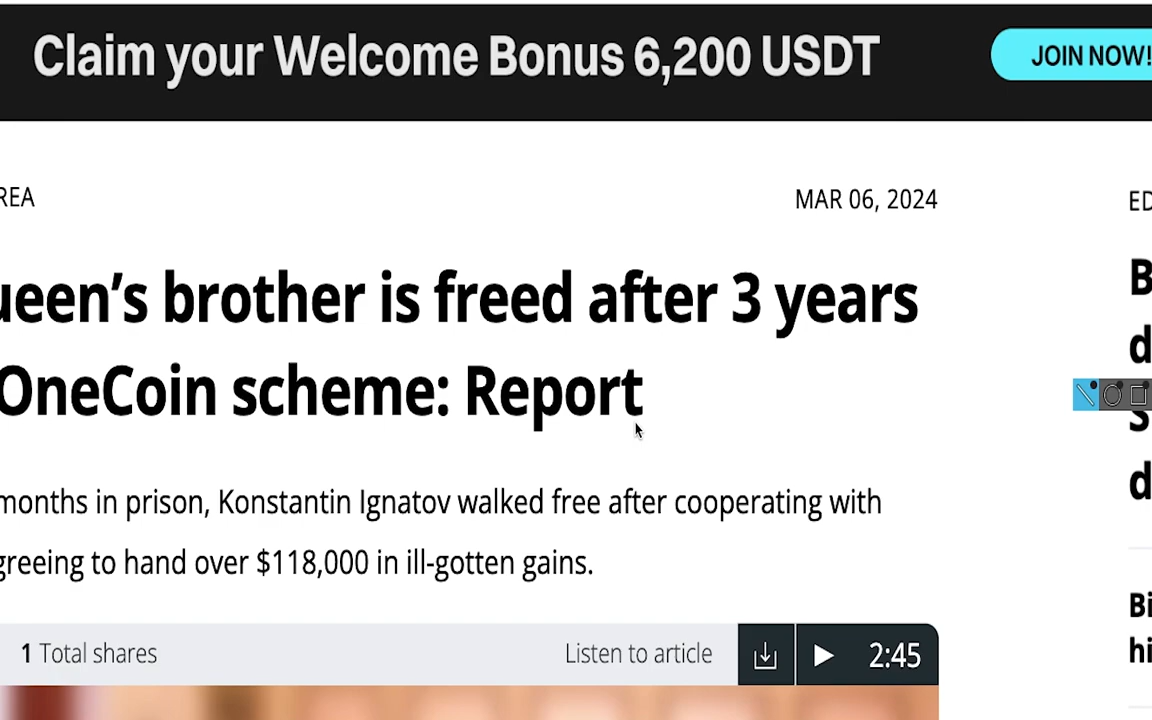 Claim your Welcome Bonus 6,200 USDT
JOIN NOW!
REA
MAR 06, 2024
ED
ueen's brother is freed after 3 years
OneCoin scheme: Report
months in prison, Konstantin Ignatov walked free after cooperating with
greeing to hand over $118,000 in ill-gotten gains.
1 Total shares
Listen to article
2:45
B
d
s
d
Bi
hi